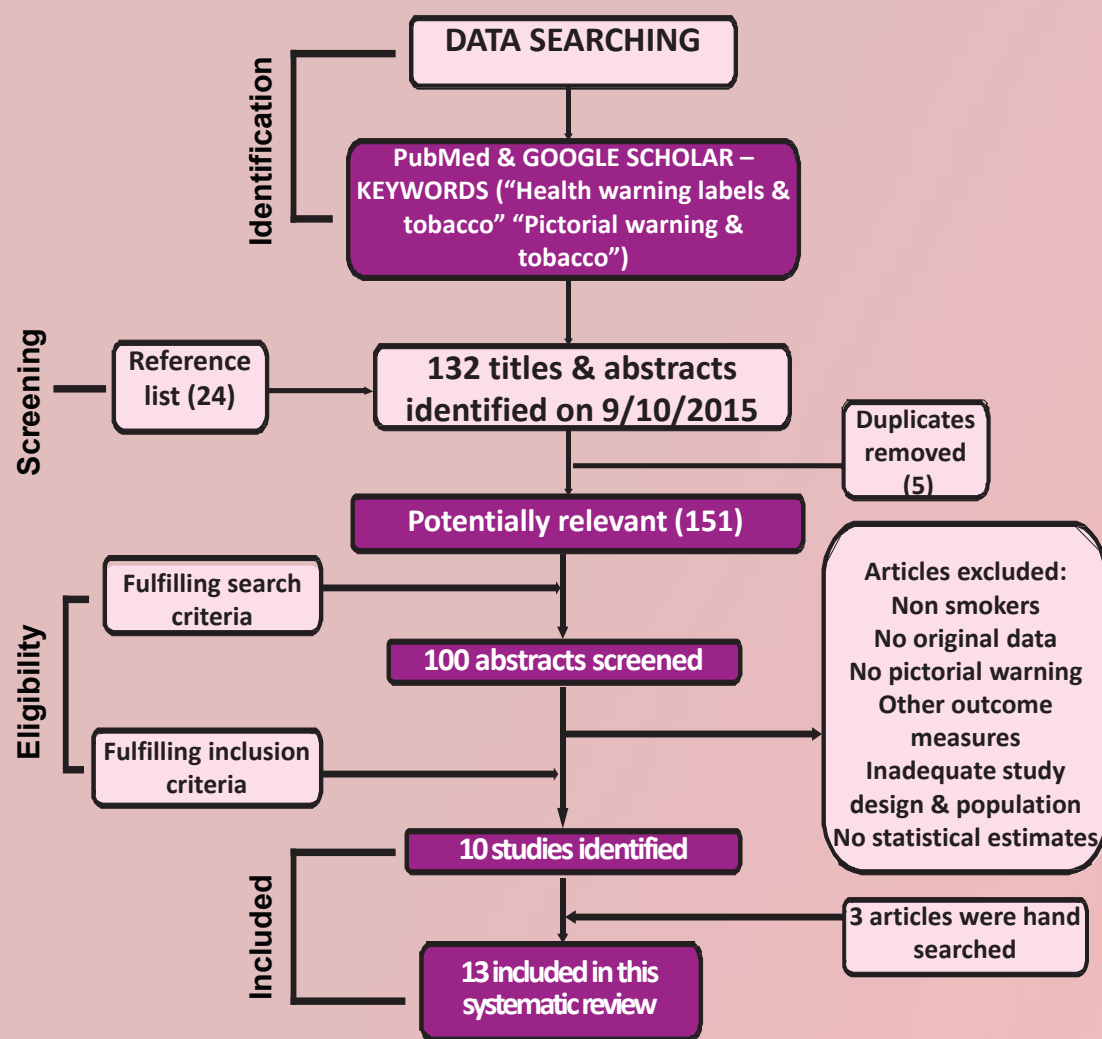 Identification
DATA SEARCHING
PubMed & GOOGLE SCHOLAR –
KEYWORDS (“Health warning labels &
tobacco” “Pictorial warning &
tobacco”)
Screening
Reference
list (24)
132 titles & abstracts
identified on 9/10/2015
Duplicates
removed
(5)
Potentially relevant (151)
Eligibility
Fulfilling search
criteria
100 abstracts screened
Articles excluded:
Non smokers
No original data
No pictorial warning
Other outcome
measures
Inadequate study
design & population
No statistical estimates
Fulfilling inclusion
criteria
Included
10 studies identified
3 articles were hand
searched
13 included in this
systematic review